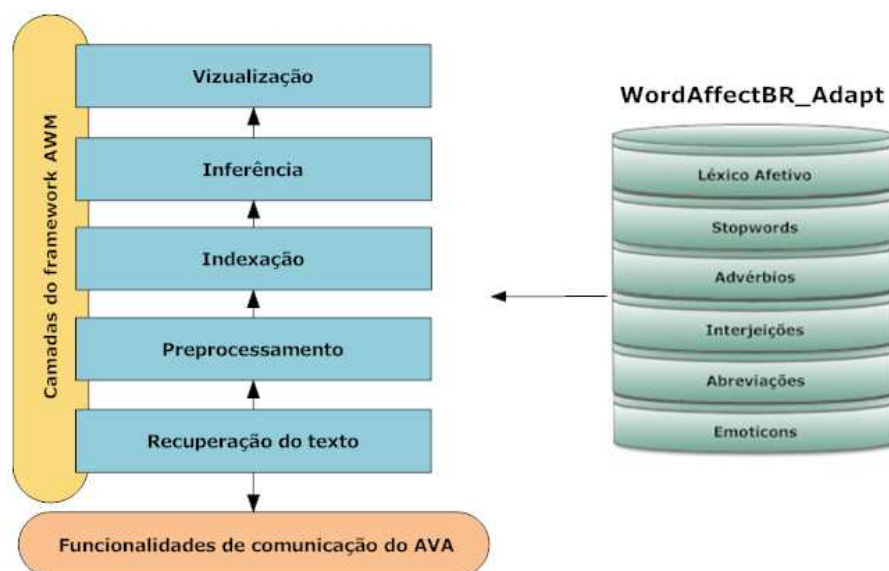 Camadas do framework AWM
Vizualização
Inferência
Indexação
Preprocessamento
Recuperação do texto
Funcionalidades de comunicação do AVA
WordAffectBR_Adapt
Léxico Afetivo
Stopwords
Advérbios
Interjeições
Abreviações
Emoticons